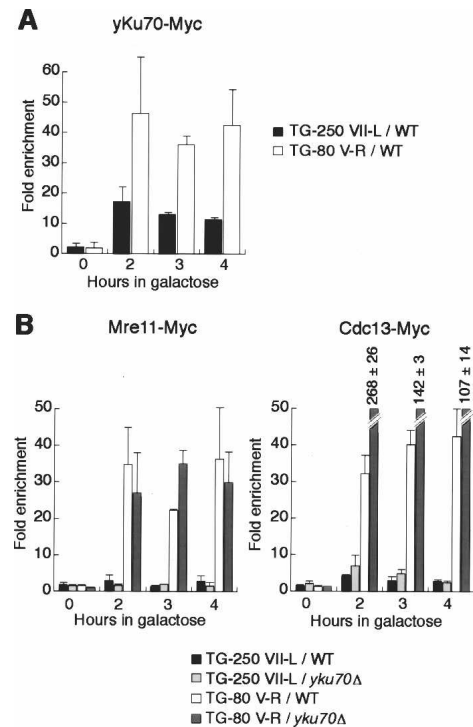 A
yKu70-Myc
Fold enrichment
60
50
40
30
20
10
0
0 2 3 4
Hours in galactose
TG-250 VII-L / WT
TG-80 V-R / WT
B
Mre11-Myc
Fold enrichment
50
40
30
20
10
0
0 2 3 4
Hours in galactose
Cdc13-Myc
268 ± 26
142 ± 3
107 ± 14
Fold enrichment
50
40
30
20
10
0
0 2 3 4
Hours in galactose
TG-250 VII-L / WT
TG-250 VII-L / yku70Δ
TG-80 V-R / WT
TG-80 V-R / yku70Δ